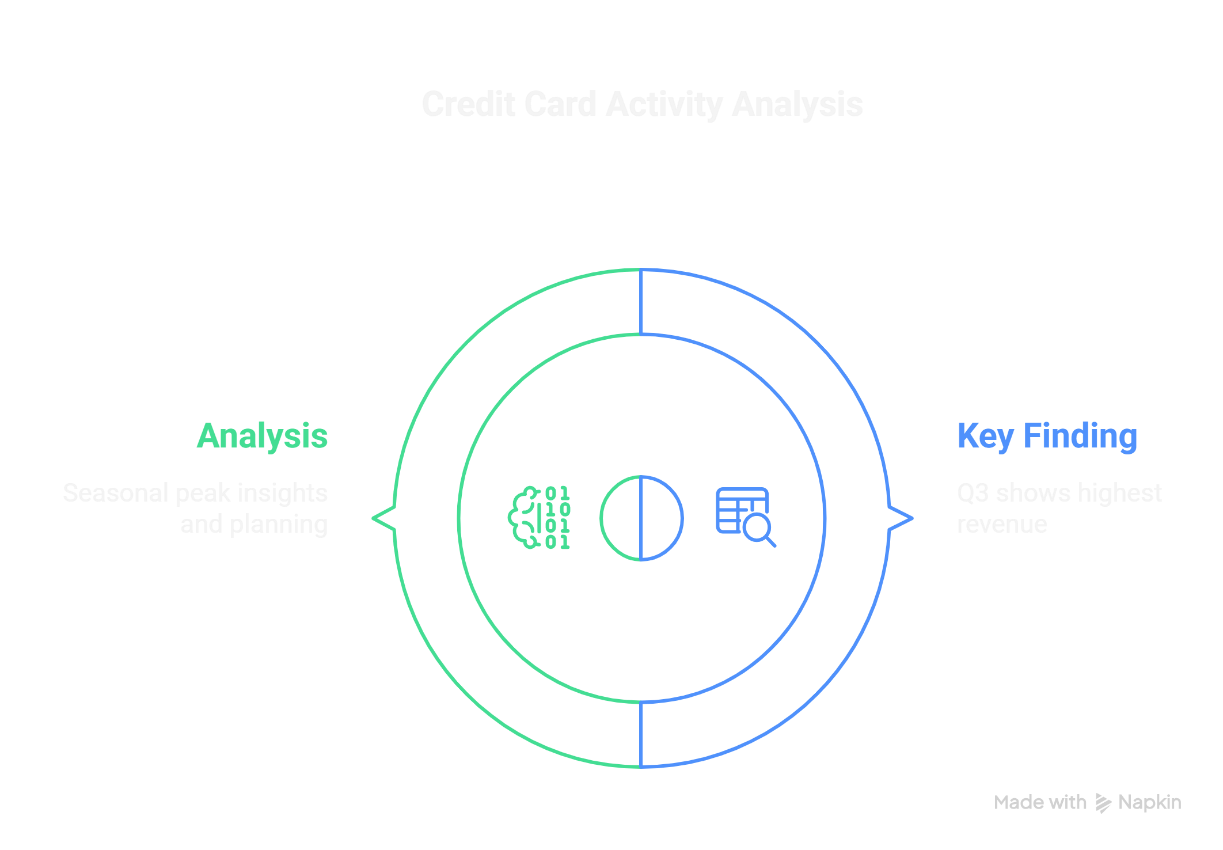 Credit Card Activity Analysis
Analysis
Seasonal peak insights
and planning
Key Finding
Q3 shows highest
revenue
01
10
01
01
Made with Napkin